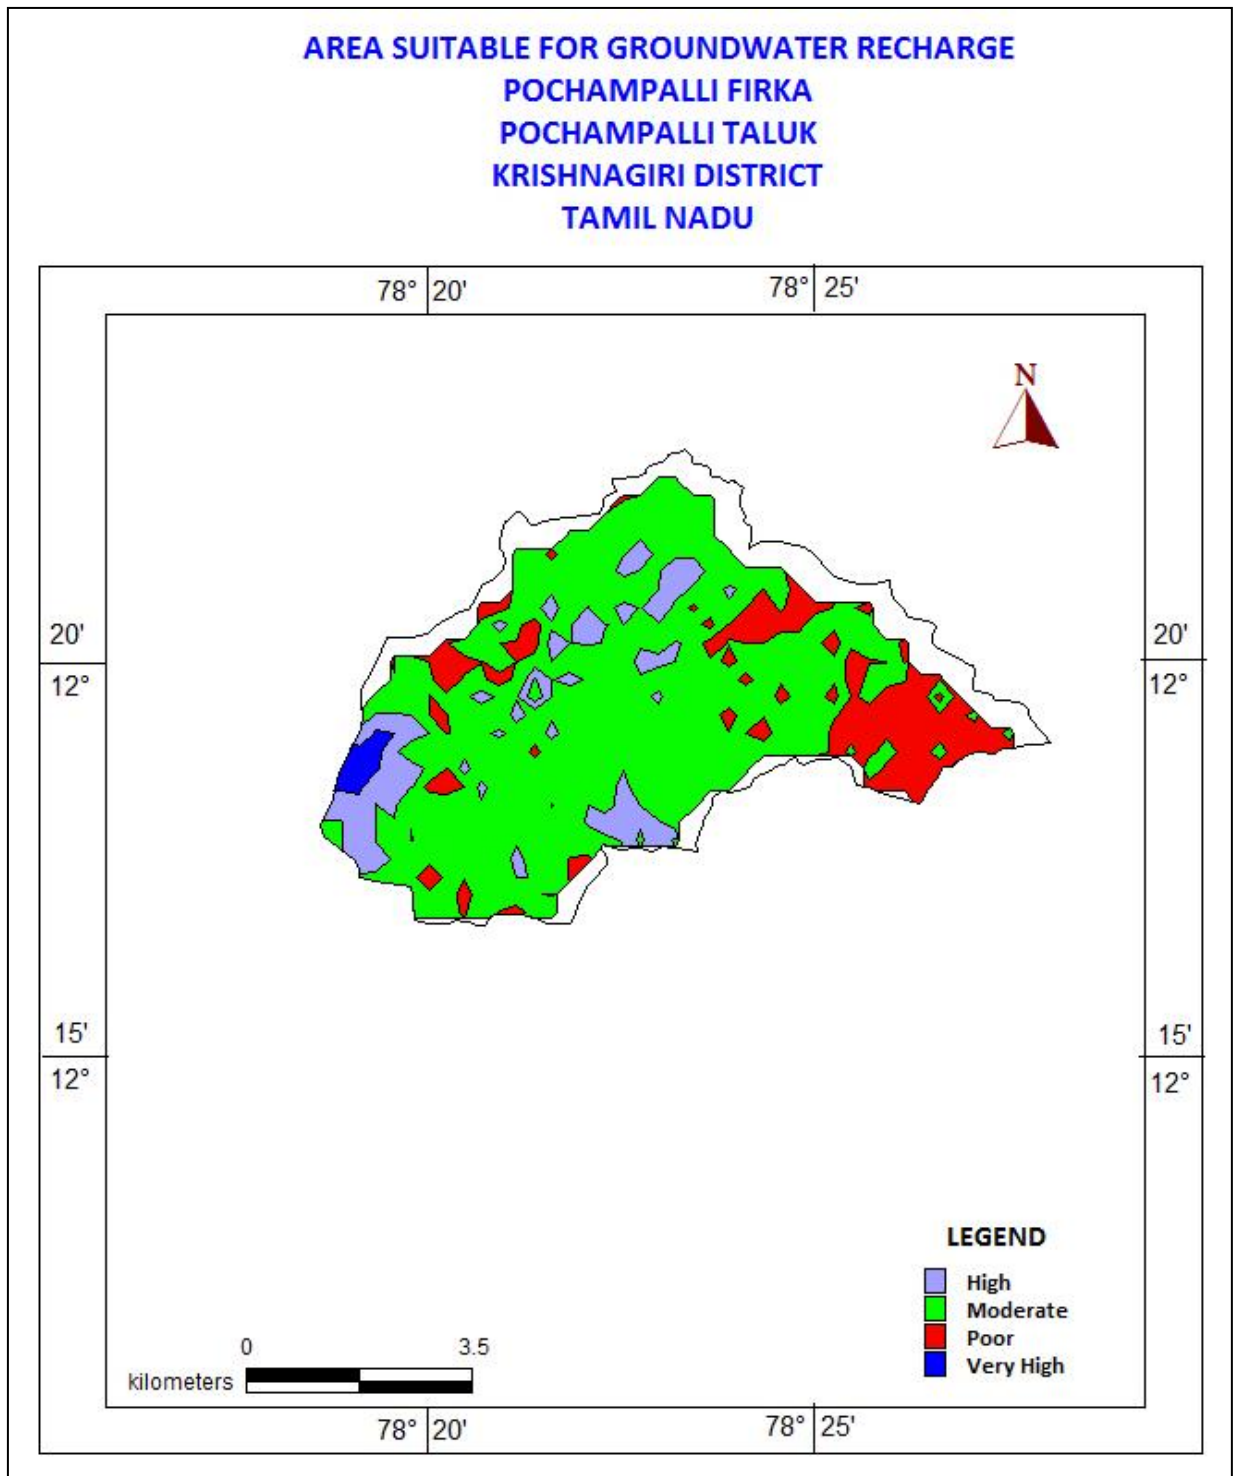 AREA SUITABLE FOR GROUNDWATER RECHARGE
POCHAMPALLI FIRKA
POCHAMPALLI TALUK
KRISHNAGIRI DISTRICT
TAMIL NADU
78° 20' 78° 25'
N
20' 20'
12° 12°
15' 15'
12° 12°
LEGEND
High
Moderate
Poor
Very High
0 3.5
kilometers
78° 20' 78° 25'